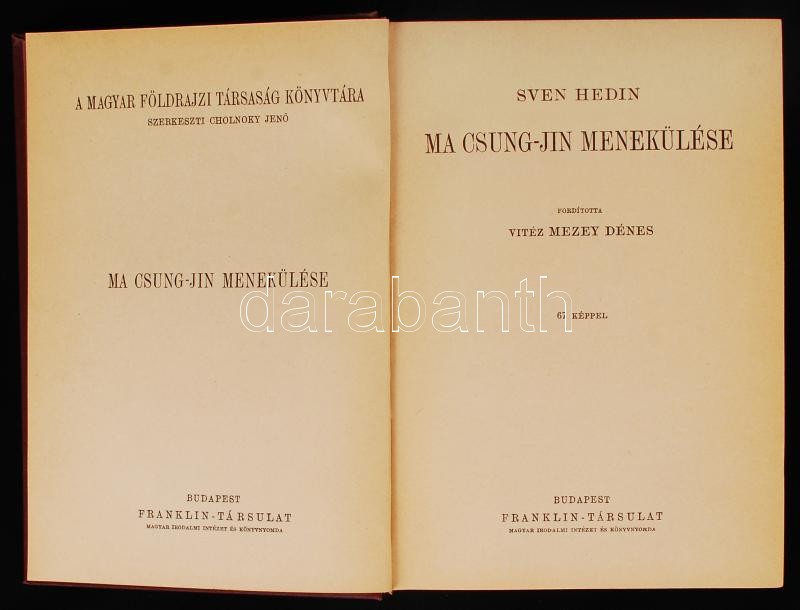 A MAGYAR FÖLDRAJZI TÁRSASÁG KÖNYVTÁRA
SZERKESZTI CHOLNOKY JENŐ
MA CSUNG-JIN MENEKÜLÉSE
BUDAPEST
FRANKLIN-TÁRSULAT
MAGYAR IRODALMI INTÉZET ÉS KÖNYVNYOMDA
SVEN HEDIN
MA CSUNG-JIN MENEKÜLÉSE
FORDÍTOTTA
VITÉZ MEZEY DÉNES
67 KÉPPEL
BUDAPEST
FRANKLIN-TÁRSULAT
MAGYAR IRODALMI INTÉZET ÉS KÖNYVNYOMDA
darabanth